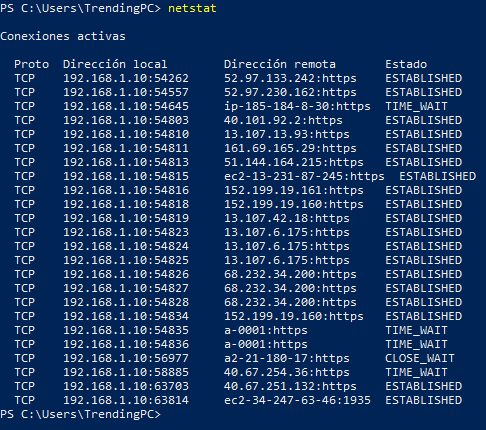 PS C:\Users\TrendingPC> netstat
Conexiones activas
Proto Dirección local Dirección remota Estado
TCP 192.168.1.10:54262 52.97.133.242:https ESTABLISHED
TCP 192.168.1.10:54557 52.97.230.162:https ESTABLISHED
TCP 192.168.1.10:54645 ip-185-184-8-30:https TIME_WAIT
TCP 192.168.1.10:54803 40.101.92.2:https ESTABLISHED
TCP 192.168.1.10:54810 13.107.13.93:https ESTABLISHED
TCP 192.168.1.10:54811 161.69.165.29:https ESTABLISHED
TCP 192.168.1.10:54813 51.144.164.215:https ESTABLISHED
TCP 192.168.1.10:54815 ec2-13-231-87-245:https ESTABLISHED
TCP 192.168.1.10:54816 152.199.19.161:https ESTABLISHED
TCP 192.168.1.10:54818 152.199.19.160:https ESTABLISHED
TCP 192.168.1.10:54819 13.107.42.18:https ESTABLISHED
TCP 192.168.1.10:54823 13.107.6.175:https ESTABLISHED
TCP 192.168.1.10:54824 13.107.6.175:https ESTABLISHED
TCP 192.168.1.10:54825 13.107.6.175:https ESTABLISHED
TCP 192.168.1.10:54826 68.232.34.200:https ESTABLISHED
TCP 192.168.1.10:54827 68.232.34.200:https ESTABLISHED
TCP 192.168.1.10:54828 68.232.34.200:https ESTABLISHED
TCP 192.168.1.10:54834 152.199.19.160:https ESTABLISHED
TCP 192.168.1.10:54835 a-0001:https TIME_WAIT
TCP 192.168.1.10:54836 a-0001:https TIME_WAIT
TCP 192.168.1.10:56977 a2-21-180-17:https CLOSE_WAIT
TCP 192.168.1.10:58885 40.67.254.36:https TIME_WAIT
TCP 192.168.1.10:63703 40.67.251.132:https ESTABLISHED
TCP 192.168.1.10:63814 ec2-34-247-63-46:1935 ESTABLISHED
PS C:\Users\TrendingPC>